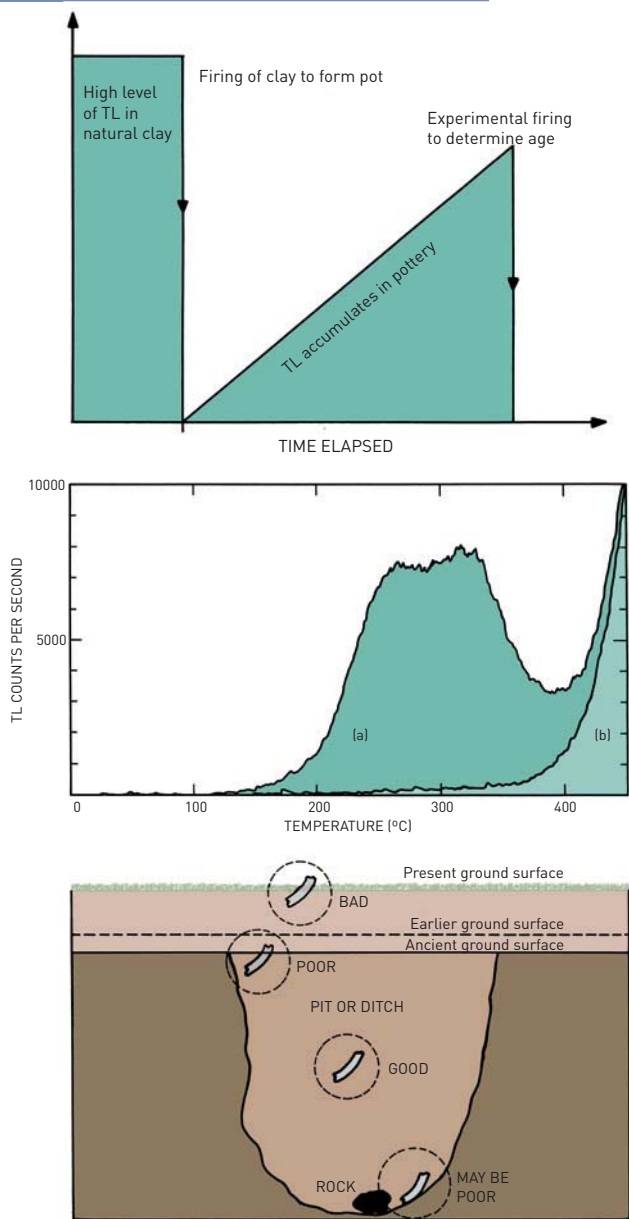 High level
of TL in
natural clay
Firing of clay to form pot
Experimental firing
to determine age
TL accumulates in pottery
TIME ELAPSED
10000
5000
TL COUNTS PER SECOND
(a)
(b)
0
100
200
300
400
TEMPERATURE (ºC)
Present ground surface
BAD
Earlier ground surface
Ancient ground surface
POOR
PIT OR DITCH
GOOD
ROCK
MAY BE
POOR